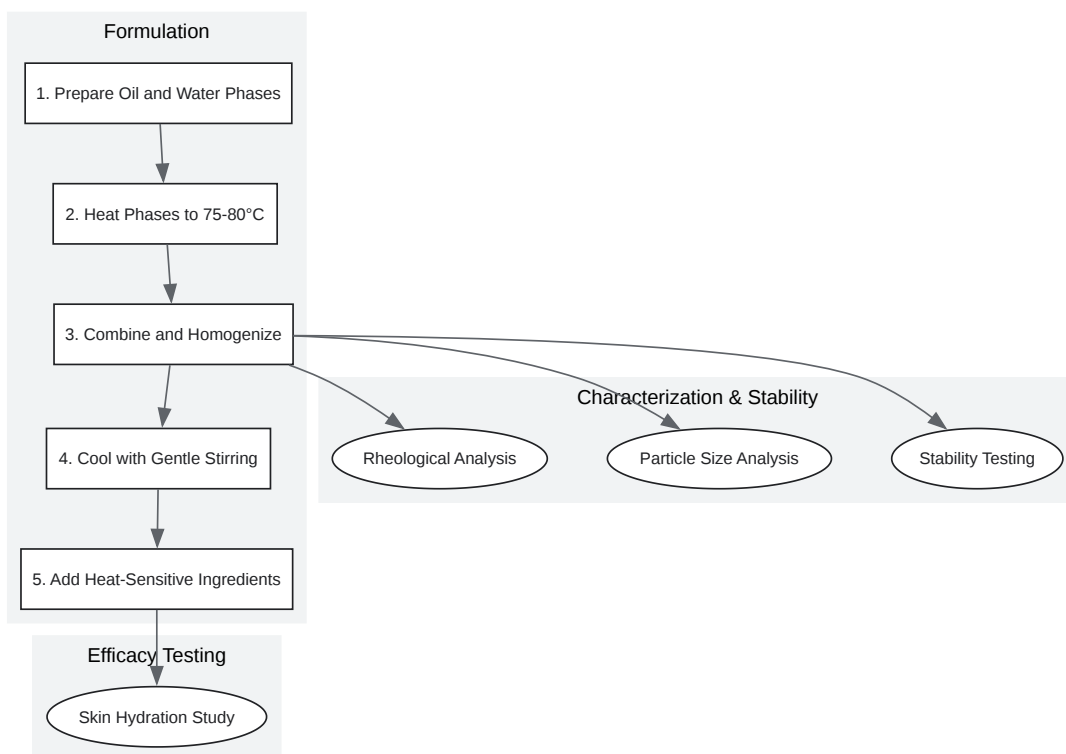 Formulation
1. Prepare Oil and Water Phases
2. Heat Phases to 75-80°C
3. Combine and Homogenize
Characterization & Stability
Rheological Analysis
Particle Size Analysis
Stability Testing
4. Cool with Gentle Stirring
5. Add Heat-Sensitive Ingredients
Efficacy Testing
Skin Hydration Study